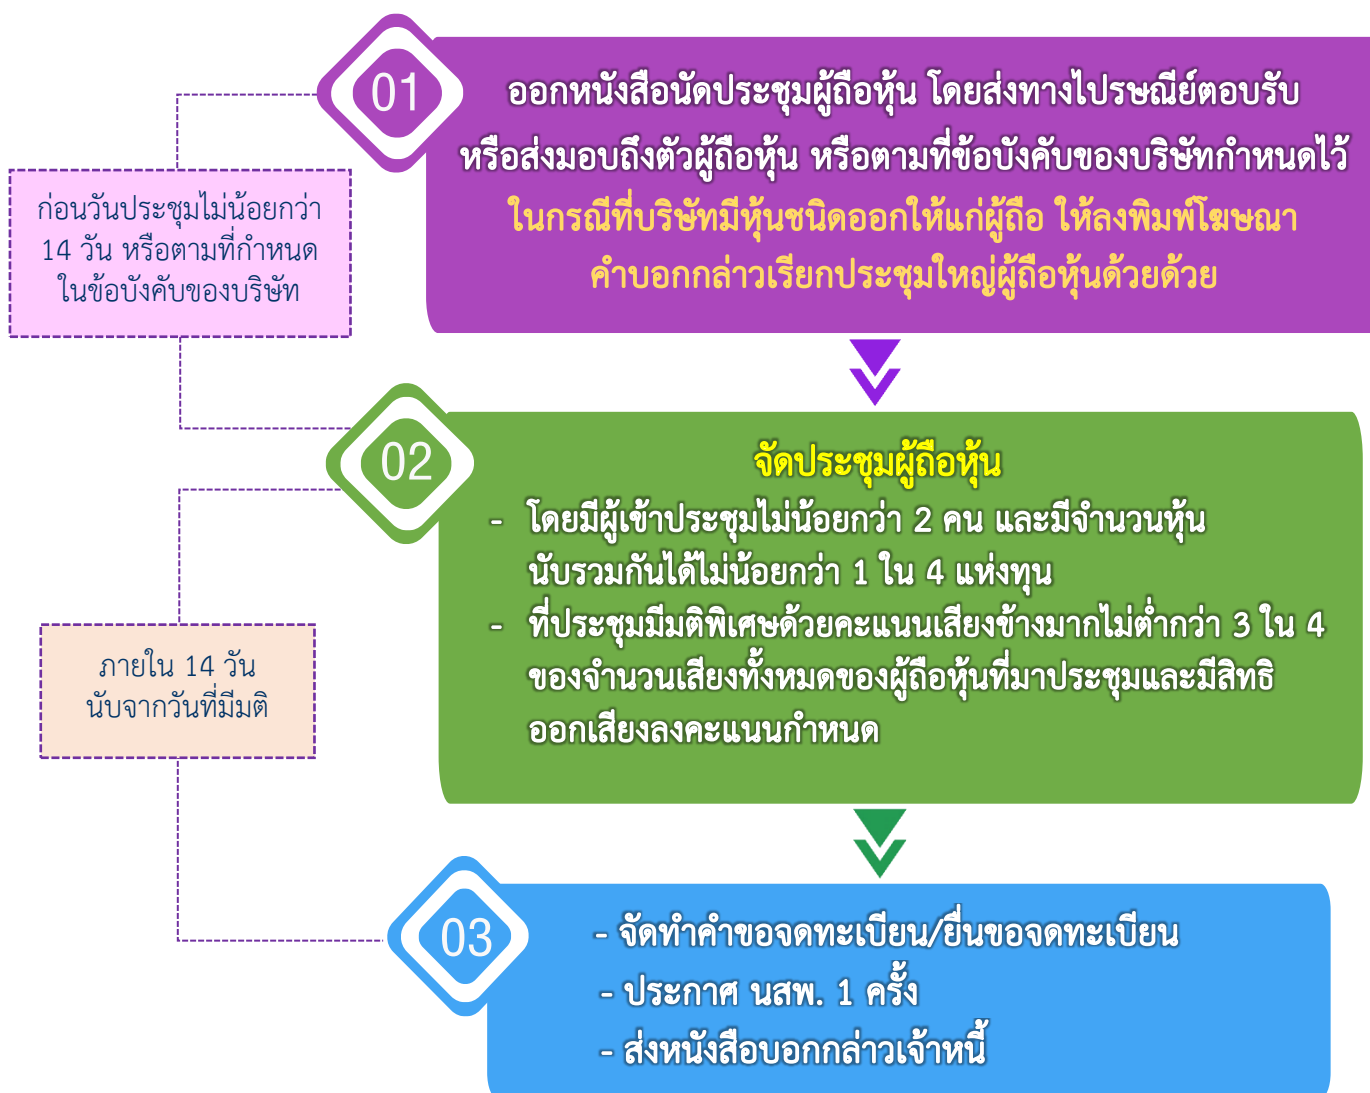 01
ออกหนังสือนัดประชุมผู้ถือหุ้น โดยส่งทางไปรษณีย์ตอบรับ
หรือส่งมอบถึงตัวผู้ถือหุ้น หรือตามที่ข้อบังคับของบริษัทกำหนดไว้
ในกรณีที่บริษัทมีหุ้นชนิดออกให้แก่ผู้ถือ ให้ลงพิมพ์โฆษณา
คำบอกกล่าวเรียกประชุมใหญ่ผู้ถือหุ้นด้วยด้วย
ก่อนวันประชุมไม่น้อยกว่า
14 วัน หรือตามที่กำหนด
ในข้อบังคับของบริษัท
02
จัดประชุมผู้ถือหุ้น
- โดยมีผู้เข้าประชุมไม่น้อยกว่า 2 คน และมีจำนวนหุ้น
นับรวมกันได้ไม่น้อยกว่า 1 ใน 4 แห่งทุน
- ที่ประชุมมีมติพิเศษด้วยคะแนนเสียงข้างมากไม่ต่ำกว่า 3 ใน 4
ของจำนวนเสียงทั้งหมดของผู้ถือหุ้นที่มาประชุมและมีสิทธิ
ออกเสียงลงคะแนนกำหนด
ภายใน 14 วัน
นับจากวันที่มีมติ
03
- จัดทำคำขอจดทะเบียน/ยื่นขอจดทะเบียน
- ประกาศ นสพ. 1 ครั้ง
- ส่งหนังสือบอกกล่าวเจ้าหนี้